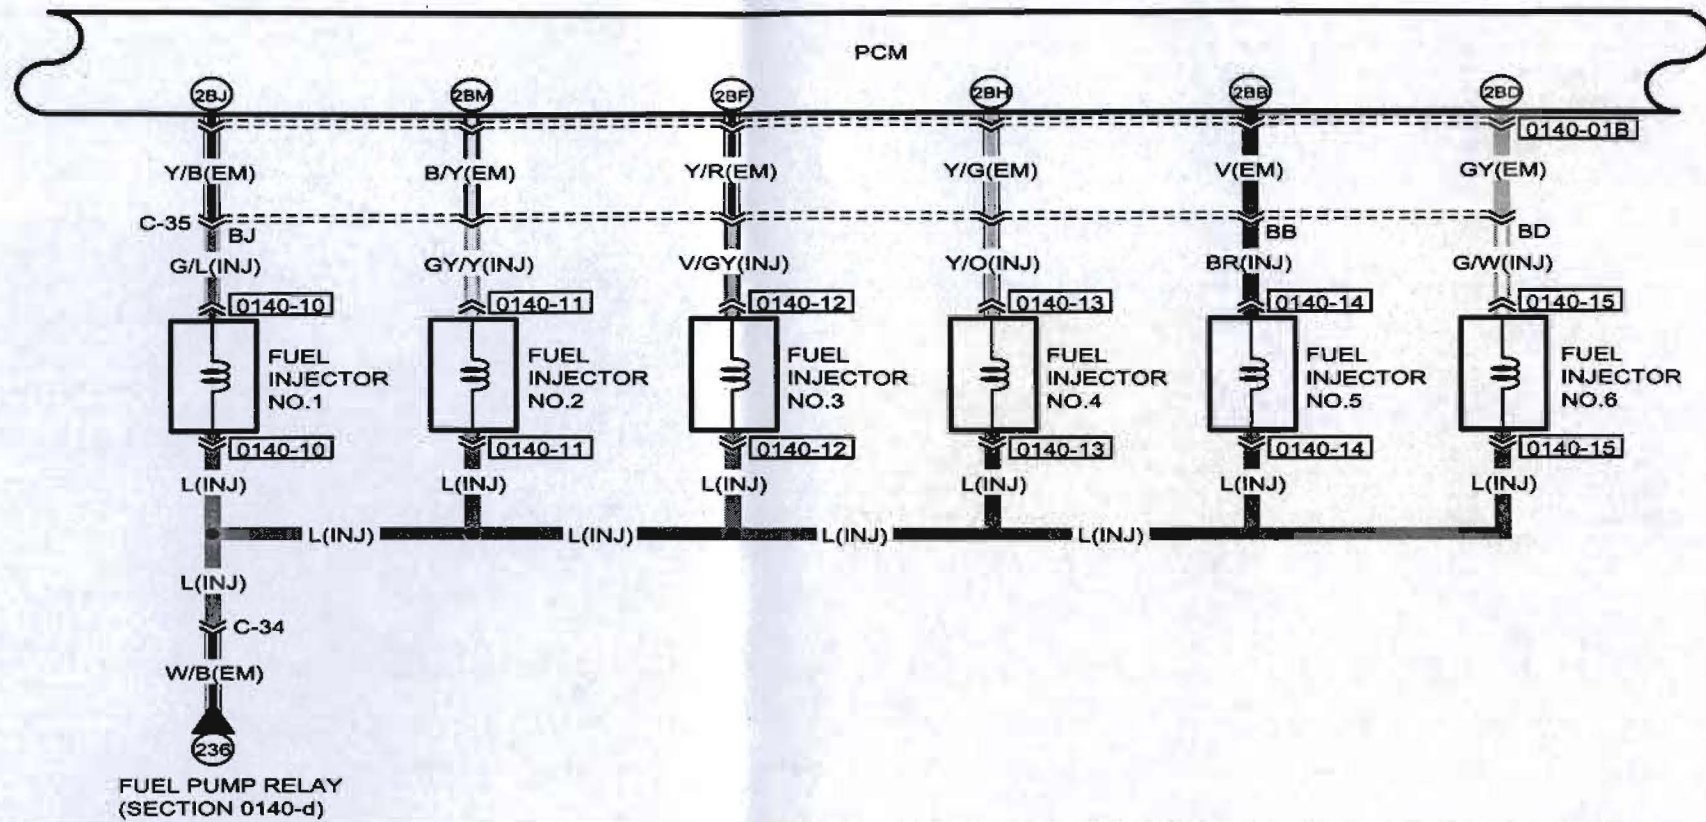 PCM
2BJ 2BM 2BF 2BH 2BB 2BD
0140-01B
Y/B(EM) B/Y(EM) Y/R(EM) Y/G(EM) V(EM) GY(EM)
C-35 BJ BB BD
G/L(INJ) GY/Y(INJ) V/GY(INJ) Y/O(INJ) BR(INJ) G/W(INJ)
0140-10 0140-11 0140-12 0140-13 0140-14 0140-15
FUEL INJECTOR NO.1
FUEL INJECTOR NO.2
FUEL INJECTOR NO.3
FUEL INJECTOR NO.4
FUEL INJECTOR NO.5
FUEL INJECTOR NO.6
0140-10 0140-11 0140-12 0140-13 0140-14 0140-15
L(INJ) L(INJ) L(INJ) L(INJ) L(INJ) L(INJ)
L(INJ) L(INJ) L(INJ) L(INJ)
L(INJ)
C-34
W/B(EM)
236
FUEL PUMP RELAY
(SECTION 0140-d)